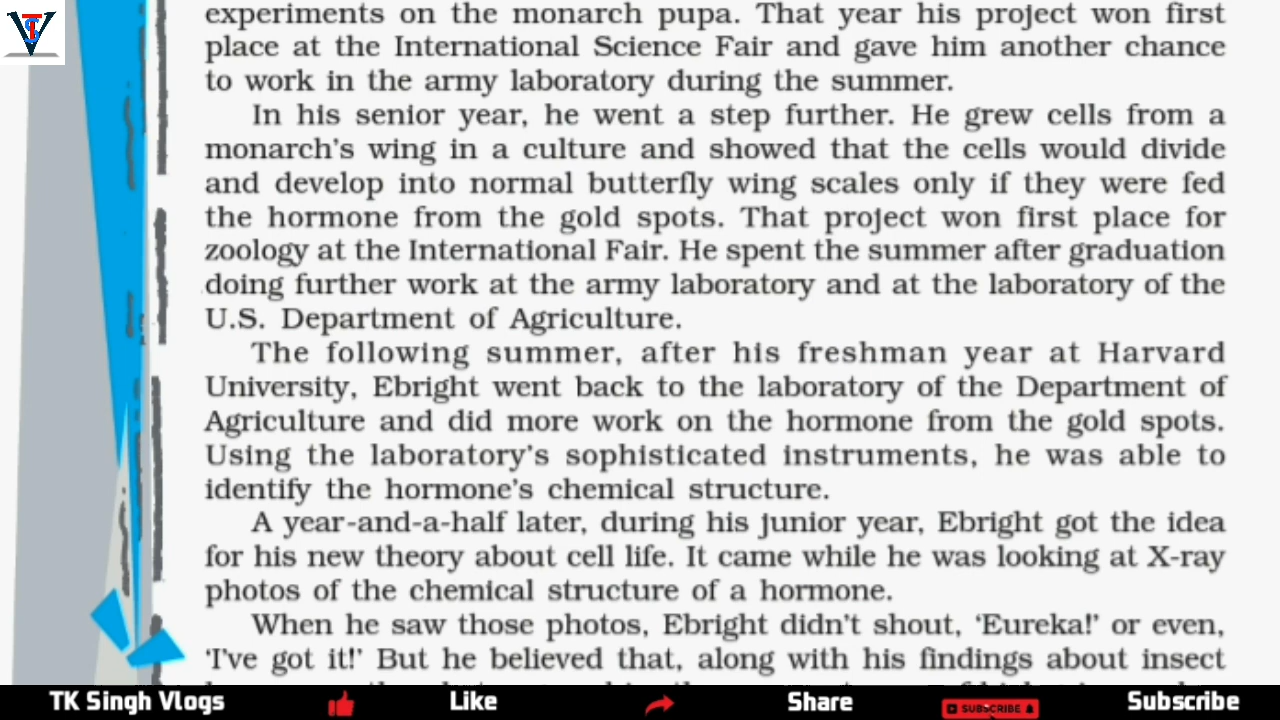 experiments on the monarch pupa. That year his project won first
place at the International Science Fair and gave him another chance
to work in the army laboratory during the summer.
In his senior year, he went a step further. He grew cells from a
monarch's wing in a culture and showed that the cells would divide
and develop into normal butterfly wing scales only if they were fed
the hormone from the gold spots. That project won first place for
zoology at the International Fair. He spent the summer after graduation
doing further work at the army laboratory and at the laboratory of the
U.S. Department of Agriculture.
The following summer, after his freshman year at Harvard
University, Ebright went back to the laboratory of the Department of
Agriculture and did more work on the hormone from the gold spots.
Using the laboratory's sophisticated instruments, he was able to
identify the hormone's chemical structure.
A year-and-a-half later, during his junior year, Ebright got the idea
for his new theory about cell life. It came while he was looking at X-ray
photos of the chemical structure of a hormone.
When he saw those photos, Ebright didn't shout, 'Eureka!' or even,
'I've got it!' But he believed that, along with his findings about insect
TK Singh Vlogs Like Share SUBSCRIBE Subscribe